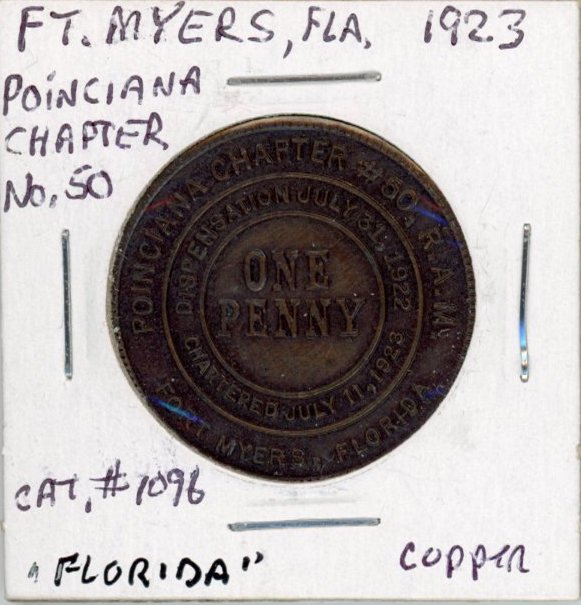 FT. MYERS, FLA. 1923
POINCIANA
CHAPTER
No. 50
POINCIANA CHAPTER #50, R.A.M.
FORT MYERS, FLORIDA
DISPENSATION JULY 31, 1922
CHARTERED JULY 11, 1923
ONE
PENNY
CAT. #1096
"FLORIDA"
COPPER